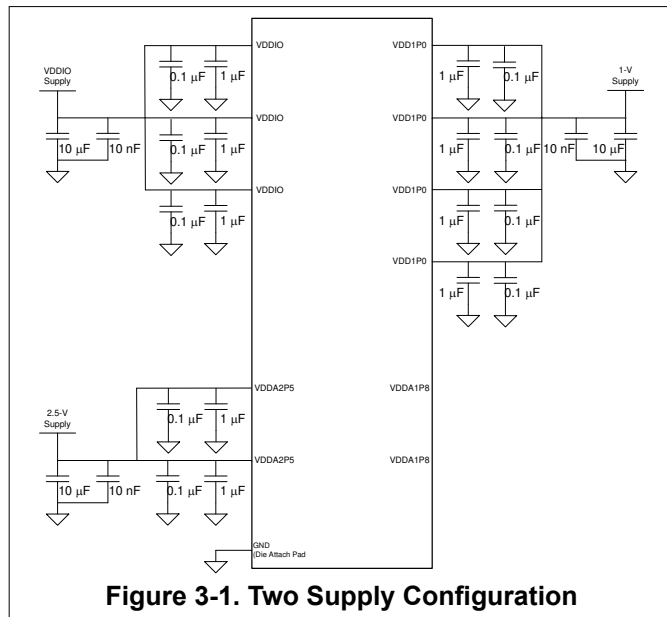 VDDIO
Supply
10 µF
10 nF
0.1 µF
1 µF
VDDIO
0.1 µF
1 µF
VDDIO
0.1 µF
1 µF
VDDIO
VDD1P0
1 µF
0.1 µF
VDD1P0
1 µF
0.1 µF
VDD1P0
1 µF
0.1 µF
VDD1P0
1 µF
0.1 µF
1-V
Supply
10 nF
10 µF
2.5-V
Supply
10 µF
10 nF
0.1 µF
1 µF
VDDA2P5
0.1 µF
1 µF
VDDA2P5
VDDA1P8
VDDA1P8
GND
(Die Attach Pad
Figure 3-1. Two Supply Configuration